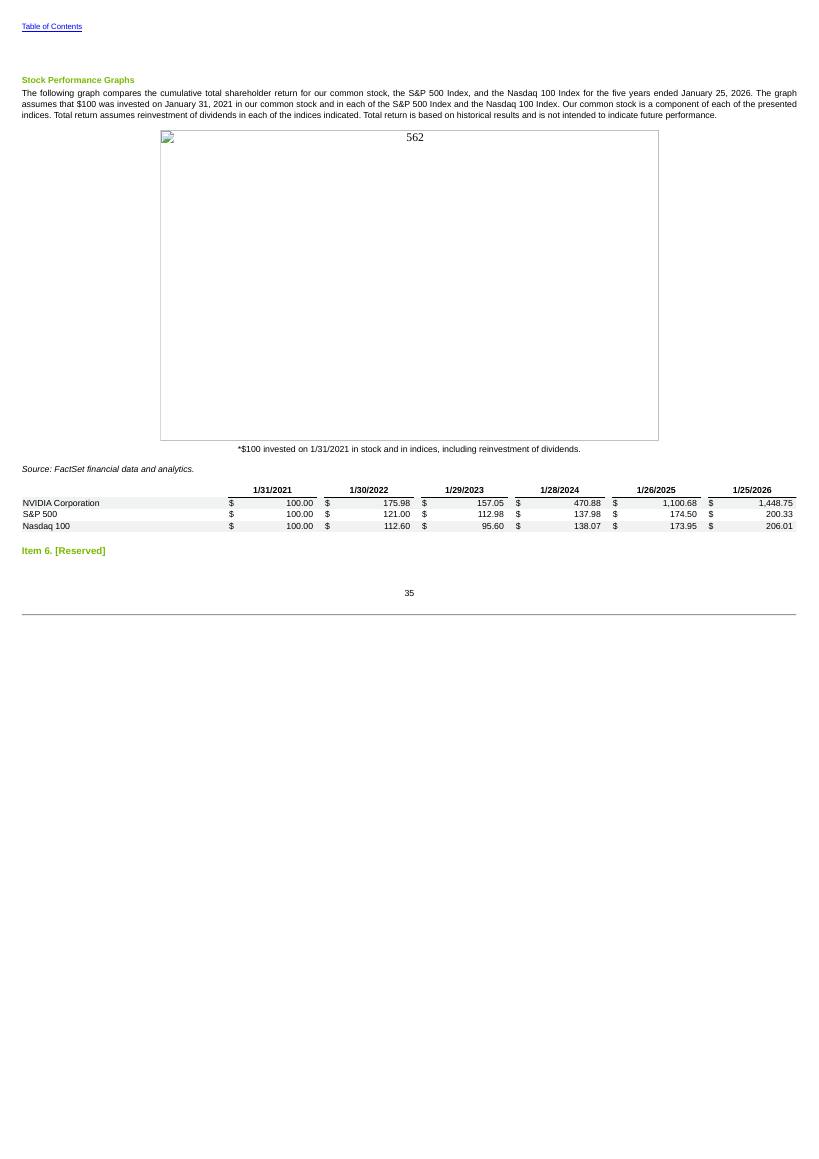 Table of Contents
Stock Performance Graphs
The following graph compares the cumulative total shareholder return for our common stock, the S&P 500 Index, and the Nasdaq 100 Index for the five years ended January 25, 2026. The graph
assumes that $100 was invested on January 31, 2021 in our common stock and in each of the S&P 500 Index and the Nasdaq 100 Index. Our common stock is a component of each of the presented
indices. Total return assumes reinvestment of dividends in each of the indices indicated. Total return is based on historical results and is not intended to indicate future performance.
562
*$100 invested on 1/31/2021 in stock and in indices, including reinvestment of dividends.
Source: FactSet financial data and analytics.
1/31/2021 1/30/2022 1/29/2023 1/28/2024 1/26/2025 1/25/2026
NVIDIA Corporation $ 100.00 $ 175.98 $ 157.05 $ 470.88 $ 1,100.68 $ 1,448.75
S&P 500 $ 100.00 $ 121.00 $ 112.98 $ 137.98 $ 174.50 $ 200.33
Nasdaq 100 $ 100.00 $ 112.60 $ 95.60 $ 138.07 $ 173.95 $ 206.01
Item 6. [Reserved]
35